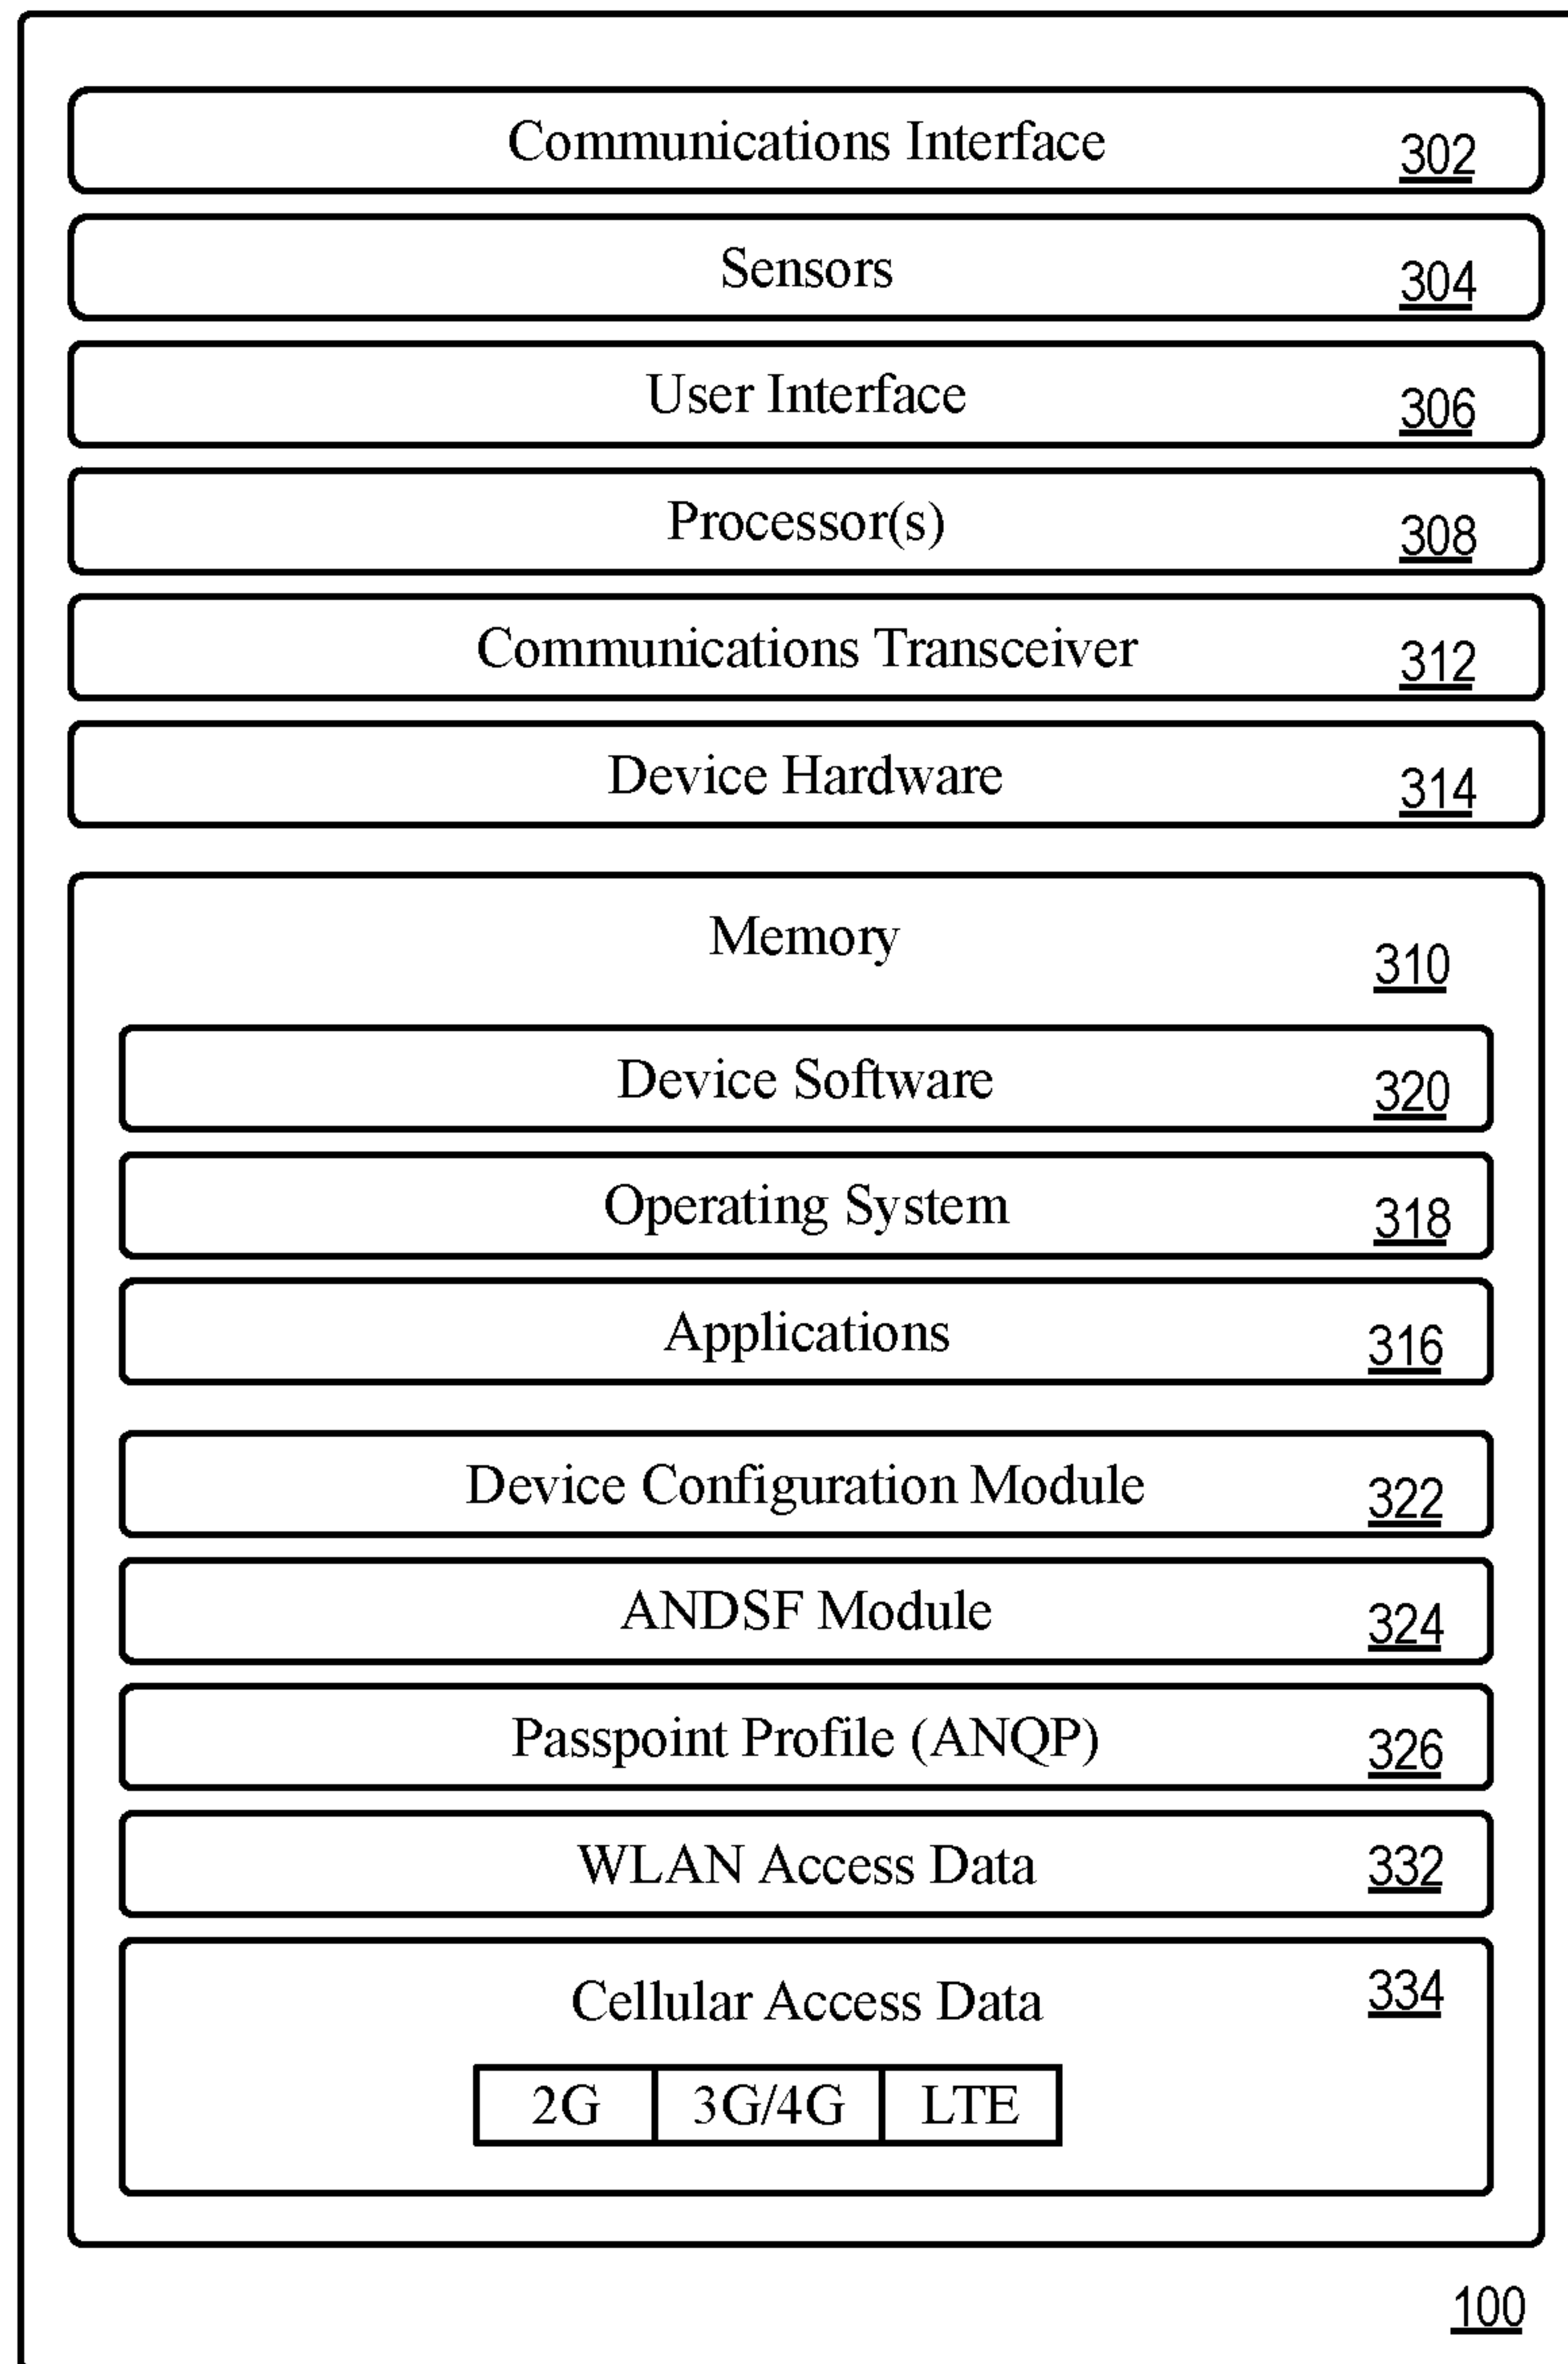 Communications Interface 302
Sensors 304
User Interface 306
Processor(s) 308
Communications Transceiver 312
Device Hardware 314
Memory 310
Device Software 320
Operating System 318
Applications 316
Device Configuration Module 322
ANDSF Module 324
Passpoint Profile (ANQP) 326
WLAN Access Data 332
Cellular Access Data 334
2G 3G/4G LTE
100